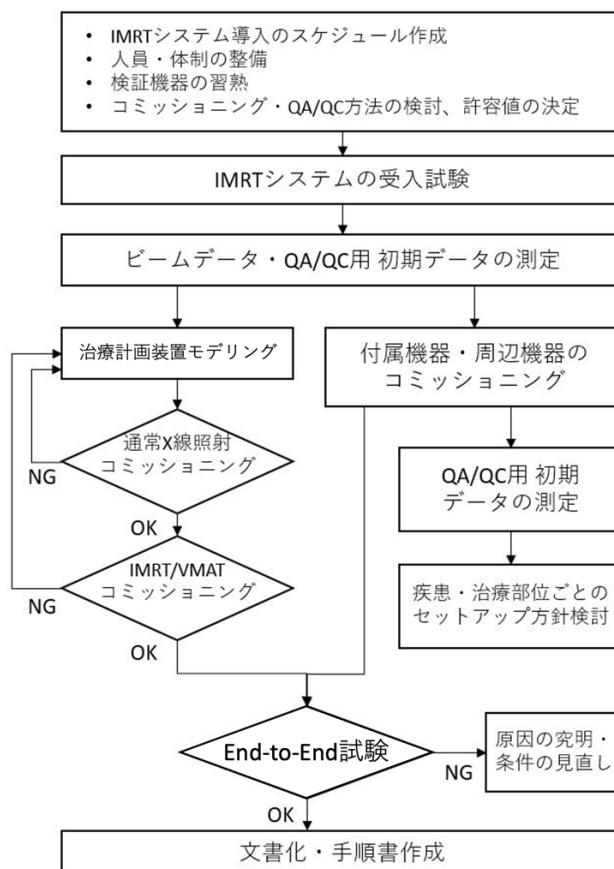 • IMRTシステム導入のスケジュール作成
• 人員・体制の整備
• 検証機器の習熟
• コミッショニング・QA/QC方法の検討、許容値の決定
IMRTシステムの受入試験
ビームデータ・QA/QC用 初期データの測定
治療計画装置モデリング
付属機器・周辺機器の
コミッショニング
通常X線照射
コミッショニング
NG
OK
QA/QC用 初期
データの測定
IMRT/VMAT
コミッショニング
NG
OK
疾患・治療部位ごとの
セットアップ方針検討
End-to-End試験
NG
OK
原因の究明・
条件の見直し
文書化・手順書作成